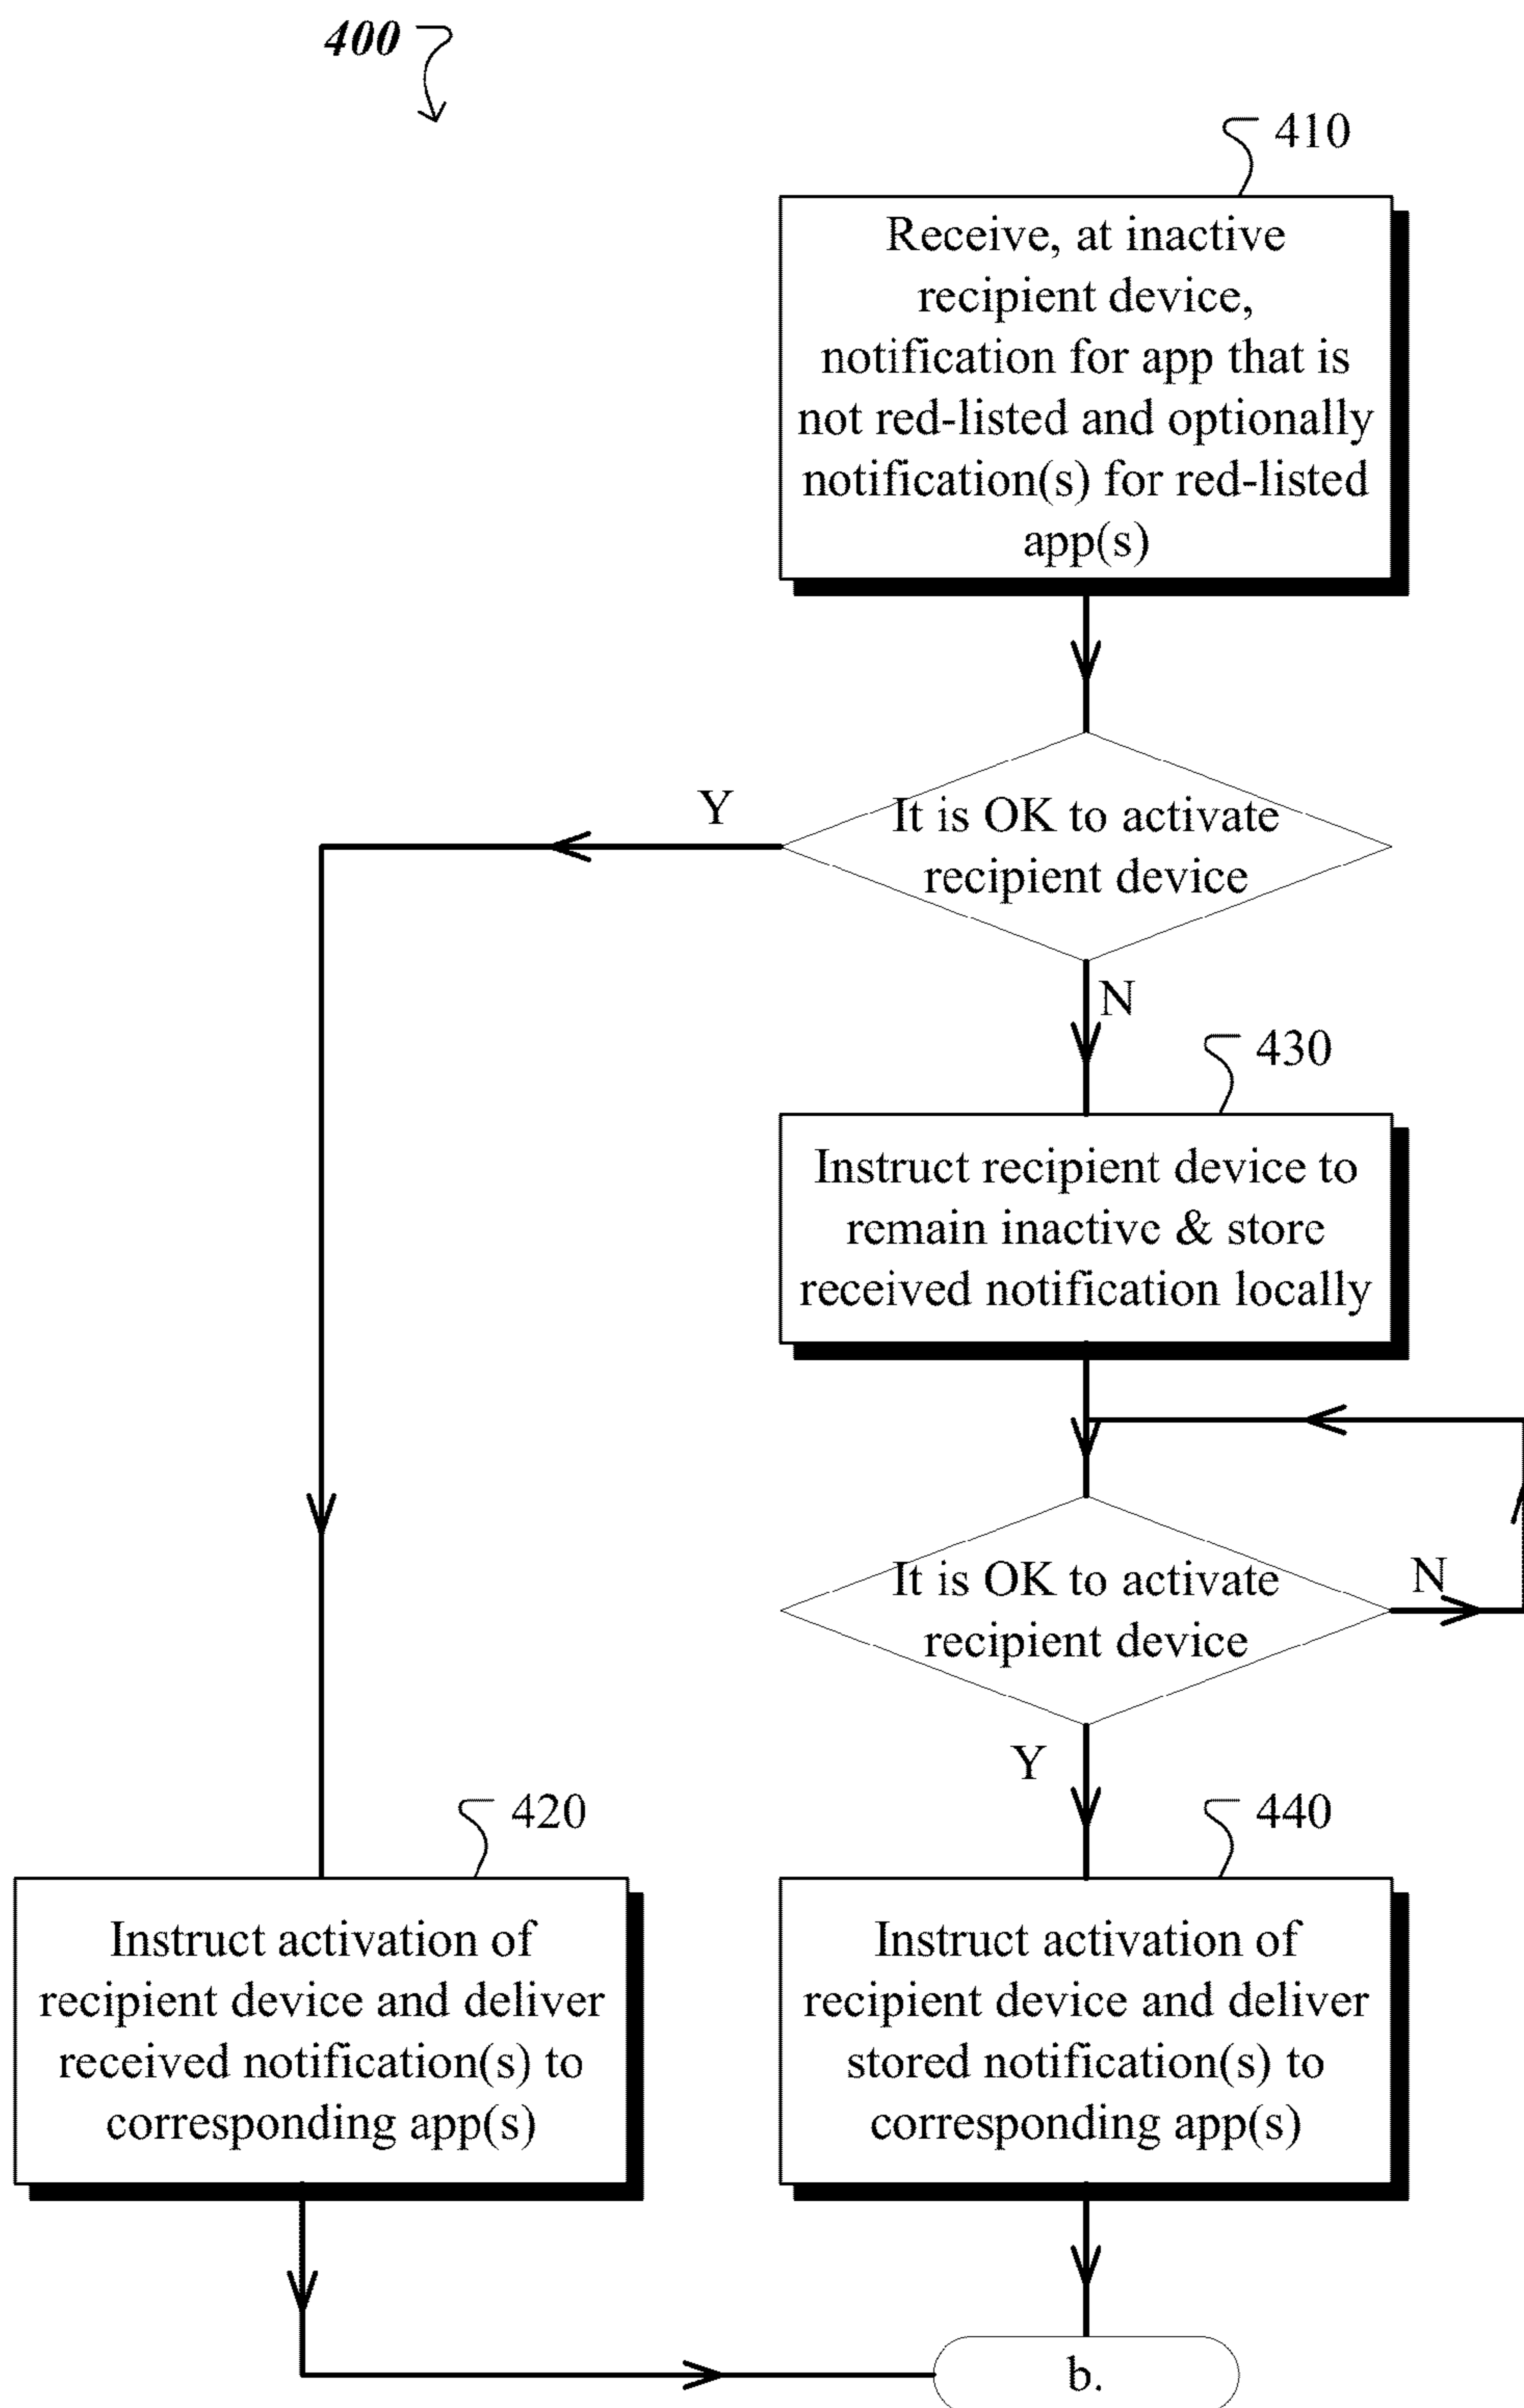 400
410
Receive, at inactive
recipient device,
notification for app that is
not red-listed and optionally
notification(s) for red-listed
app(s)
Y
It is OK to activate
recipient device
N
430
Instruct recipient device to
remain inactive & store
received notification locally
It is OK to activate
recipient device
N
Y
420
Instruct activation of
recipient device and deliver
received notification(s) to
corresponding app(s)
440
Instruct activation of
recipient device and deliver
stored notification(s) to
corresponding app(s)
b.